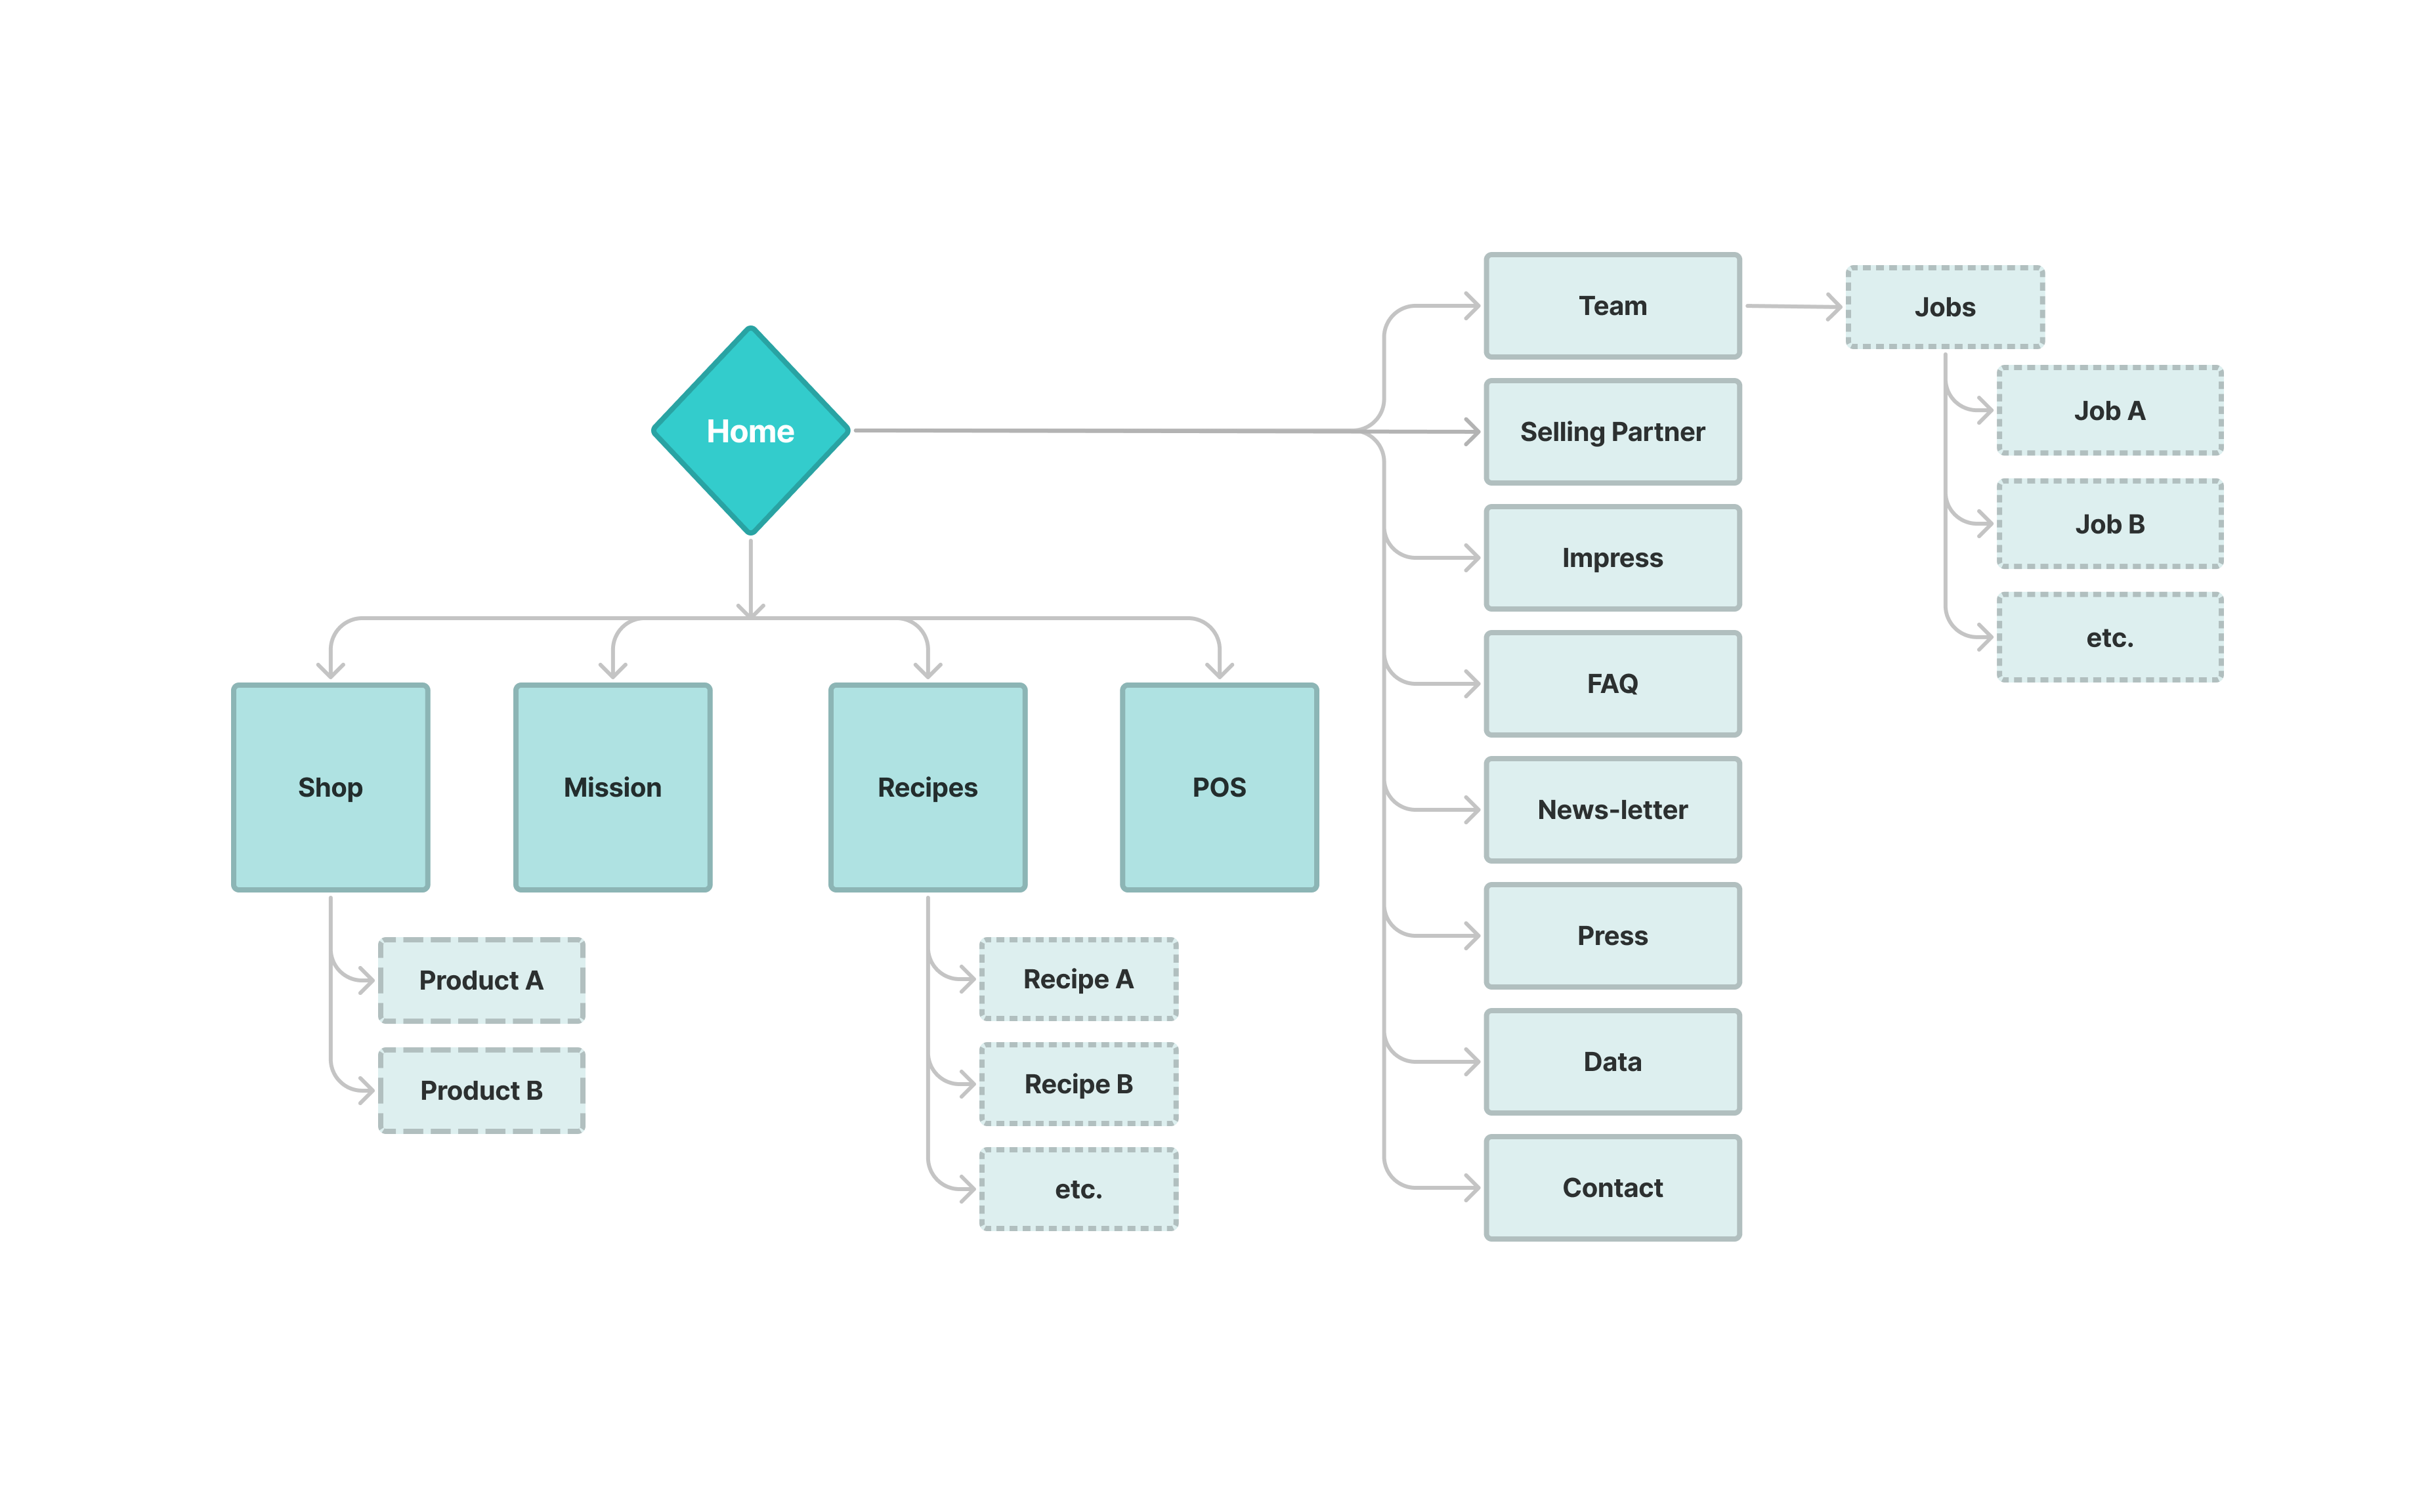 Home
Team
Selling Partner
Impress
FAQ
News-letter
Press
Data
Contact
Jobs
Job A
Job B
etc.
Shop
Mission
Recipes
POS
Product A
Product B
Recipe A
Recipe B
etc.